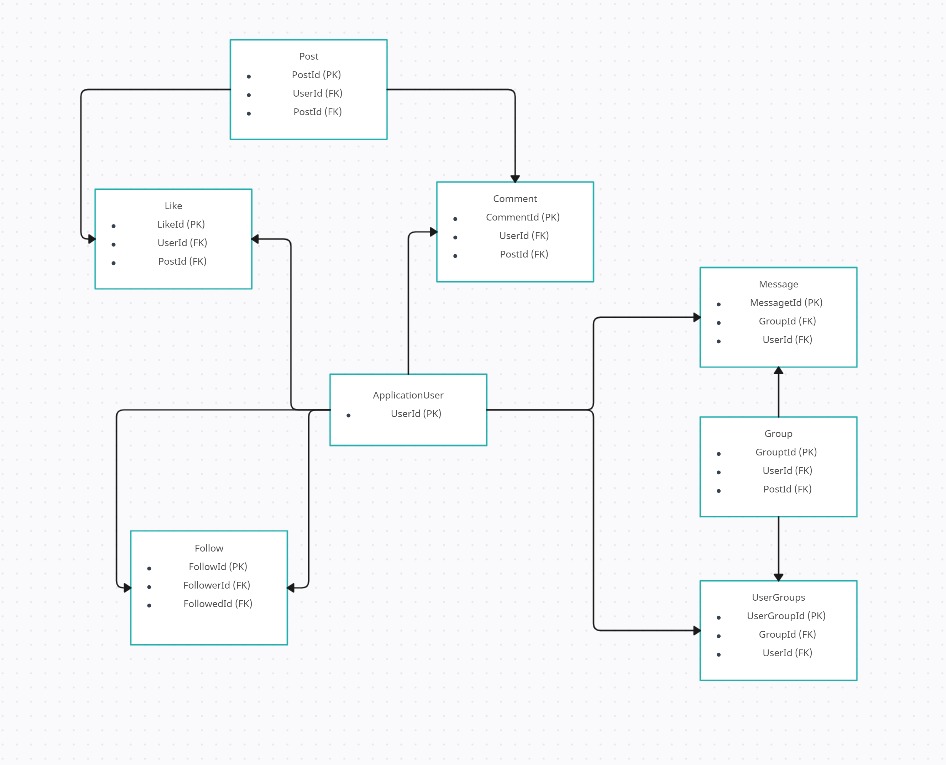 Post
PostId (PK)
UserId (FK)
PostId (FK)
Like
LikeId (PK)
UserId (FK)
PostId (FK)
Comment
CommentId (PK)
UserId (FK)
PostId (FK)
Message
MessagetId (PK)
GroupId (FK)
UserId (FK)
ApplicationUser
UserId (PK)
Group
GrouptId (PK)
UserId (FK)
PostId (FK)
Follow
FollowId (PK)
FollowerId (FK)
FollowedId (FK)
UserGroups
UserGroupId (PK)
GroupId (FK)
UserId (FK)